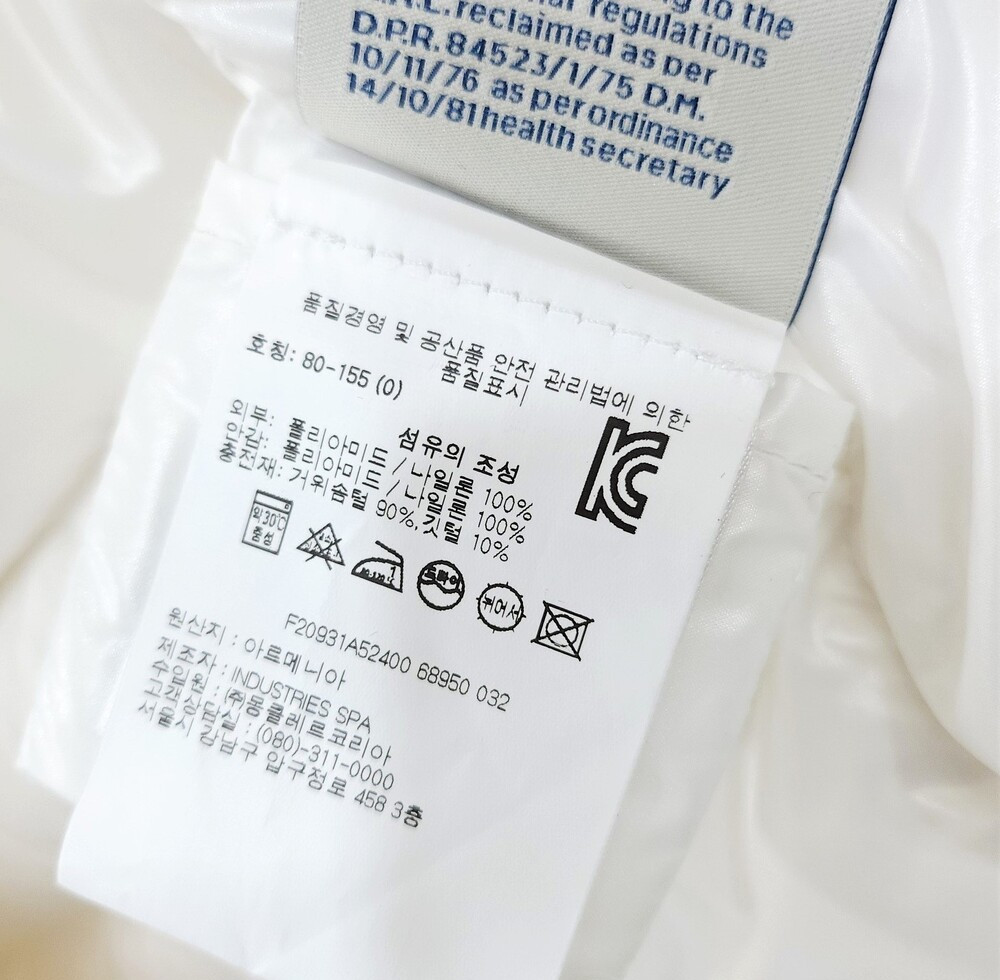 to the
regulations
reclaimed as per
D.P.R. 84523/1/75 D.M.
10/11/76 as per ordinance
14/10/81 health secretary
품질경영 및 공산품 안전 관리법에 의한
품질표시
호칭: 80-155 (0)
섬유의 조성
외부: 폴리아미드 / 나일론 100%
안감: 폴리아미드 / 나일론 100%
충전재: 거위솜털 90%, 깃털 10%
약30℃
중성
드라이
뉘어서
F20931A52400 68950 032
원산지 : 아르메니아
제조자 : INDUSTRIES SPA
수입원 : ㈜몽클레르코리아
고객상담실 : (080)-311-0000
서울시 강남구 압구정로 458 3층